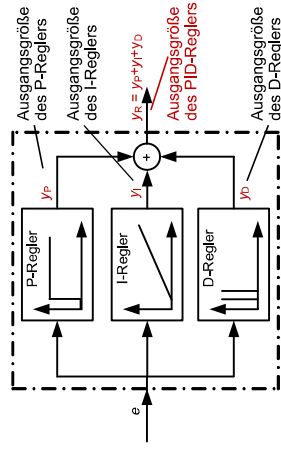 Ausgangsgröße
des P-Reglers
Ausgangsgröße
des I-Reglers
yR = yP+yI+yD
Ausgangsgröße
des PID-Reglers
Ausgangsgröße
des D-Reglers
yP
yI
yD
+
P-Regler
I-Regler
D-Regler
e